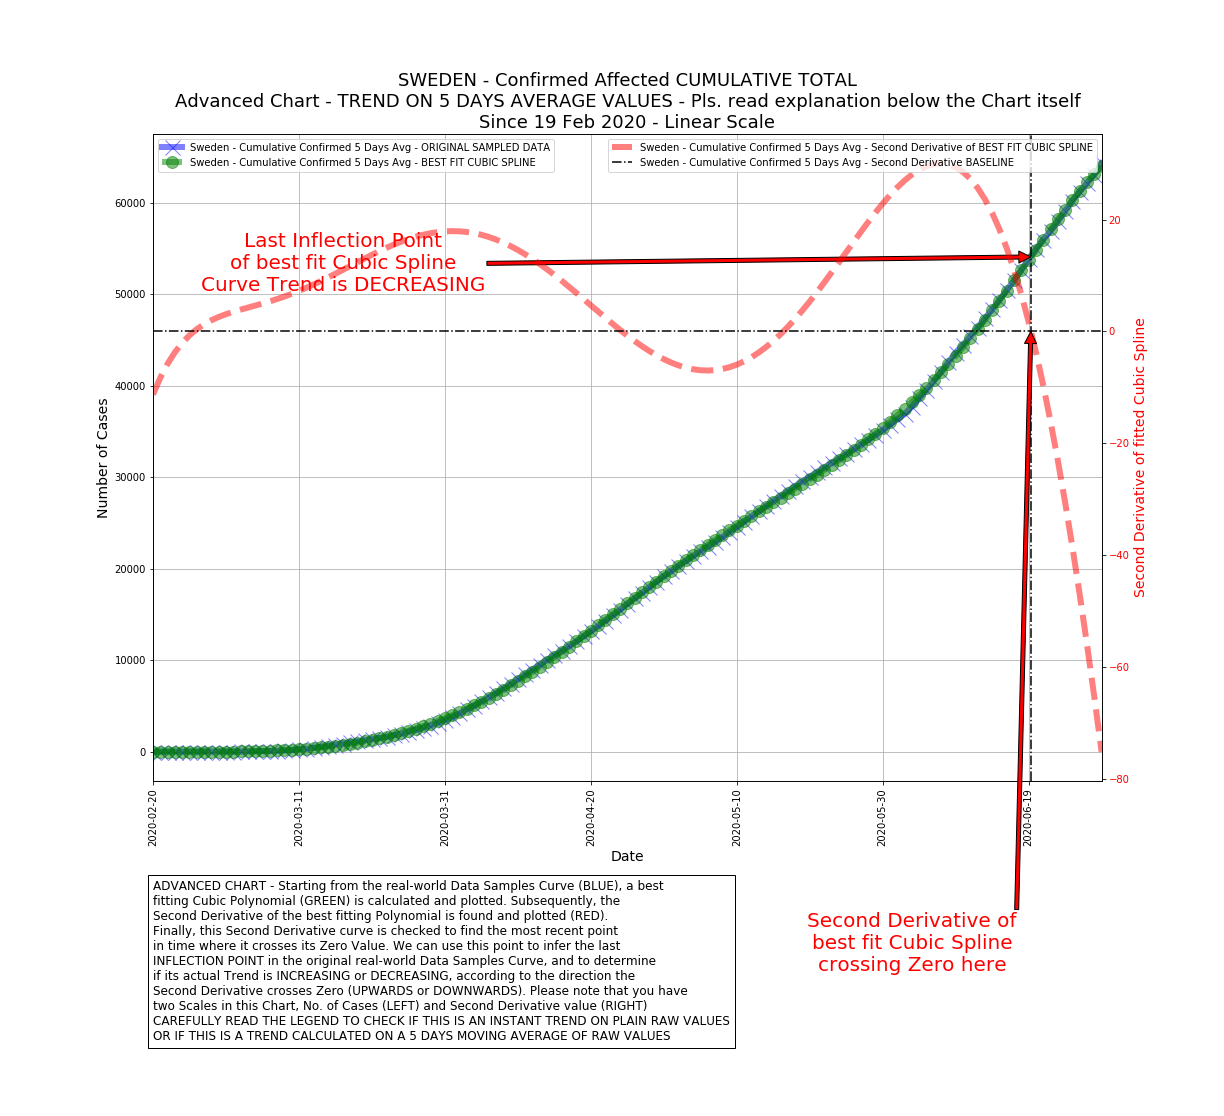 SWEDEN - Confirmed Affected CUMULATIVE TOTAL
Advanced Chart - TREND ON 5 DAYS AVERAGE VALUES - Pls. read explanation below the Chart itself
Since 19 Feb 2020 - Linear Scale
Sweden - Cumulative Confirmed 5 Days Avg - ORIGINAL SAMPLED DATA
Sweden - Cumulative Confirmed 5 Days Avg - BEST FIT CUBIC SPLINE
Sweden - Cumulative Confirmed 5 Days Avg - Second Derivative of BEST FIT CUBIC SPLINE
Sweden - Cumulative Confirmed 5 Days Avg - Second Derivative BASELINE
Last Inflection Point
of best fit Cubic Spline
Curve Trend is DECREASING
Number of Cases
60000
50000
40000
30000
20000
10000
0
20
0
−20
−40
−60
−80
Second Derivative of fitted Cubic Spline
2020-02-20
2020-03-11
2020-03-31
2020-04-20
2020-05-10
2020-05-30
2020-06-19
Date
ADVANCED CHART - Starting from the real-world Data Samples Curve (BLUE), a best
fitting Cubic Polynomial (GREEN) is calculated and plotted. Subsequently, the
Second Derivative of the best fitting Polynomial is found and plotted (RED).
Finally, this Second Derivative curve is checked to find the most recent point
in time where it crosses its Zero Value. We can use this point to infer the last
INFLECTION POINT in the original real-world Data Samples Curve, and to determine
if its actual Trend is INCREASING or DECREASING, according to the direction the
Second Derivative crosses Zero (UPWARDS or DOWNWARDS). Please note that you have
two Scales in this Chart, No. of Cases (LEFT) and Second Derivative value (RIGHT)
CAREFULLY READ THE LEGEND TO CHECK IF THIS IS AN INSTANT TREND ON PLAIN RAW VALUES
OR IF THIS IS A TREND CALCULATED ON A 5 DAYS MOVING AVERAGE OF RAW VALUES
Second Derivative of
best fit Cubic Spline
crossing Zero here